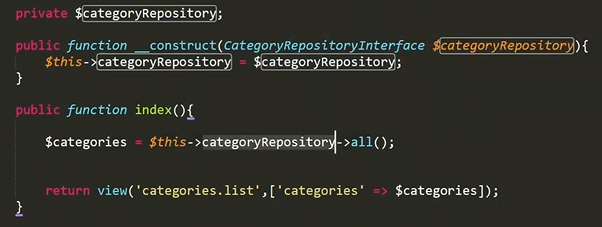 private $categoryRepository;
public function __construct(CategoryRepositoryInterface $categoryRepository){
$this->categoryRepository = $categoryRepository;
}
public function index(){
$categories = $this->categoryRepository->all();
return view('categories.list',['categories' => $categories]);
}